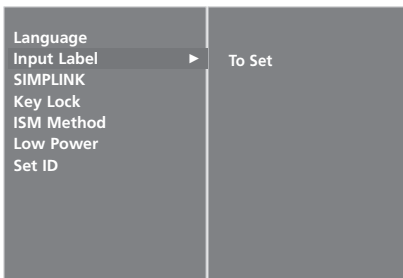 Language
Input Label ► To Set
SIMPLINK
Key Lock
ISM Method
Low Power
Set ID